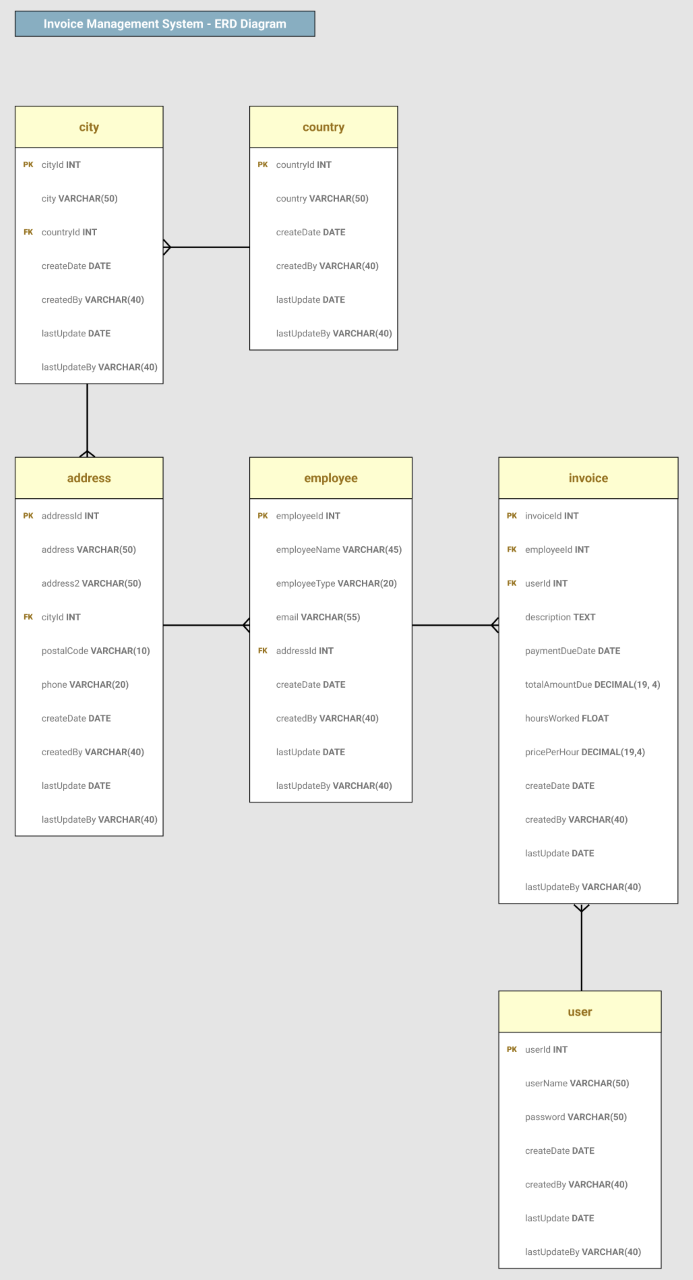 Invoice Management System - ERD Diagram
city
PK cityId INT
city VARCHAR(50)
FK countryId INT
createDate DATE
createdBy VARCHAR(40)
lastUpdate DATE
lastUpdateBy VARCHAR(40)
country
PK countryId INT
country VARCHAR(50)
createDate DATE
createdBy VARCHAR(40)
lastUpdate DATE
lastUpdateBy VARCHAR(40)
address
PK addressId INT
address VARCHAR(50)
address2 VARCHAR(50)
FK cityId INT
postalCode VARCHAR(10)
phone VARCHAR(20)
createDate DATE
createdBy VARCHAR(40)
lastUpdate DATE
lastUpdateBy VARCHAR(40)
employee
PK employeeId INT
employeeName VARCHAR(45)
employeeType VARCHAR(20)
email VARCHAR(55)
FK addressId INT
createDate DATE
createdBy VARCHAR(40)
lastUpdate DATE
lastUpdateBy VARCHAR(40)
invoice
PK invoiceId INT
FK employeeId INT
FK userId INT
description TEXT
paymentDueDate DATE
totalAmountDue DECIMAL(19, 4)
hoursWorked FLOAT
pricePerHour DECIMAL(19,4)
createDate DATE
createdBy VARCHAR(40)
lastUpdate DATE
lastUpdateBy VARCHAR(40)
user
PK userId INT
userName VARCHAR(50)
password VARCHAR(50)
createDate DATE
createdBy VARCHAR(40)
lastUpdate DATE
lastUpdateBy VARCHAR(40)